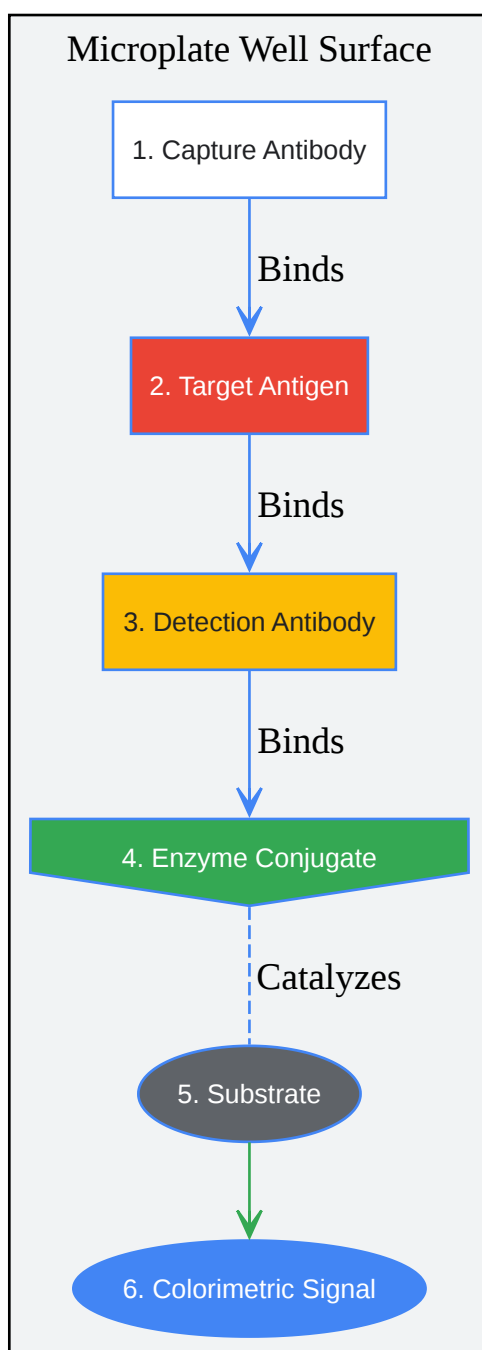 Microplate Well Surface
1. Capture Antibody
Binds
2. Target Antigen
Binds
3. Detection Antibody
Binds
4. Enzyme Conjugate
Catalyzes
5. Substrate
6. Colorimetric Signal